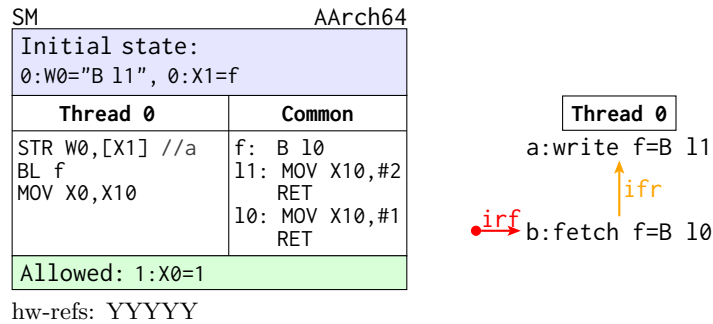 SM AArch64
Initial state:
0:W0="B l1", 0:X1=f
Thread 0 Common
STR W0,[X1] //a f: B l0
BL f l1: MOV X10,#2
MOV X0,X10 RET
l0: MOV X10,#1
RET
Allowed: 1:X0=1
hw-refs: YYYYY
Thread 0
a:write f=B l1
ifr
irf
b:fetch f=B l0